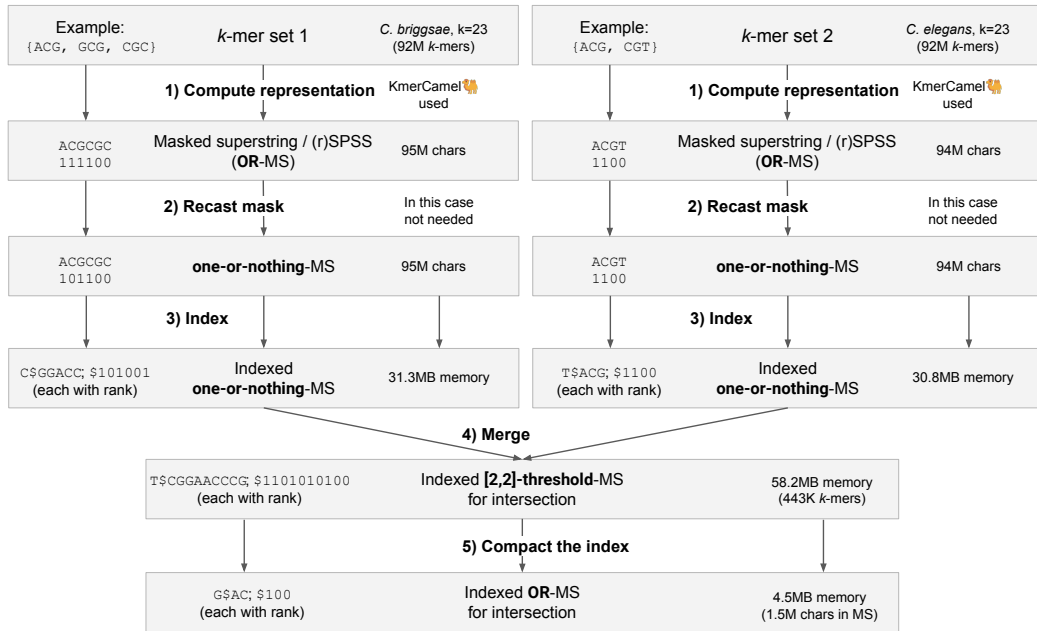 Example:
{ACG, GCG, CGC}
k-mer set 1
C. briggsae, k=23
(92M k-mers)
Example:
{ACG, CGT}
k-mer set 2
C. elegans, k=23
(92M k-mers)
1) Compute representation
KmerCamel🐫
used
1) Compute representation
KmerCamel🐫
used
ACGCGC
111100
Masked superstring / (r)SPSS
(OR-MS)
95M chars
ACGT
1100
Masked superstring / (r)SPSS
(OR-MS)
94M chars
2) Recast mask
In this case
not needed
2) Recast mask
In this case
not needed
ACGCGC
101100
one-or-nothing-MS
95M chars
ACGT
1100
one-or-nothing-MS
94M chars
3) Index
3) Index
C$GGACC; $101001
(each with rank)
Indexed
one-or-nothing-MS
31.3MB memory
T$ACG; $1100
(each with rank)
Indexed
one-or-nothing-MS
30.8MB memory
4) Merge
T$CGGAACCCG; $1101010100
(each with rank)
Indexed [2,2]-threshold-MS
for intersection
58.2MB memory
(443K k-mers)
5) Compact the index
G$AC; $100
(each with rank)
Indexed OR-MS
for intersection
4.5MB memory
(1.5M chars in MS)